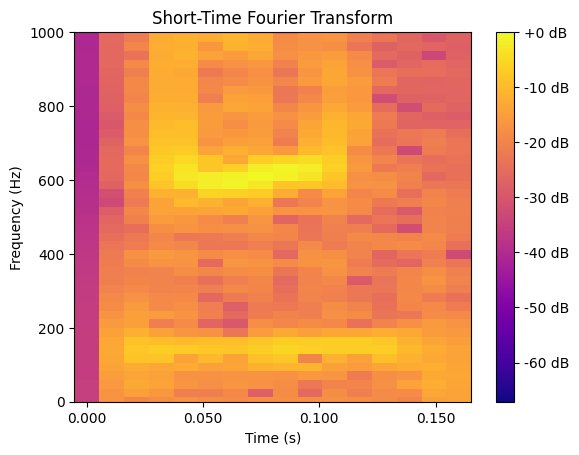 Short-Time Fourier Transform
1000
800
600
400
200
0
Frequency (Hz)
0.000
0.050
0.100
0.150
Time (s)
+0 dB
-10 dB
-20 dB
-30 dB
-40 dB
-50 dB
-60 dB